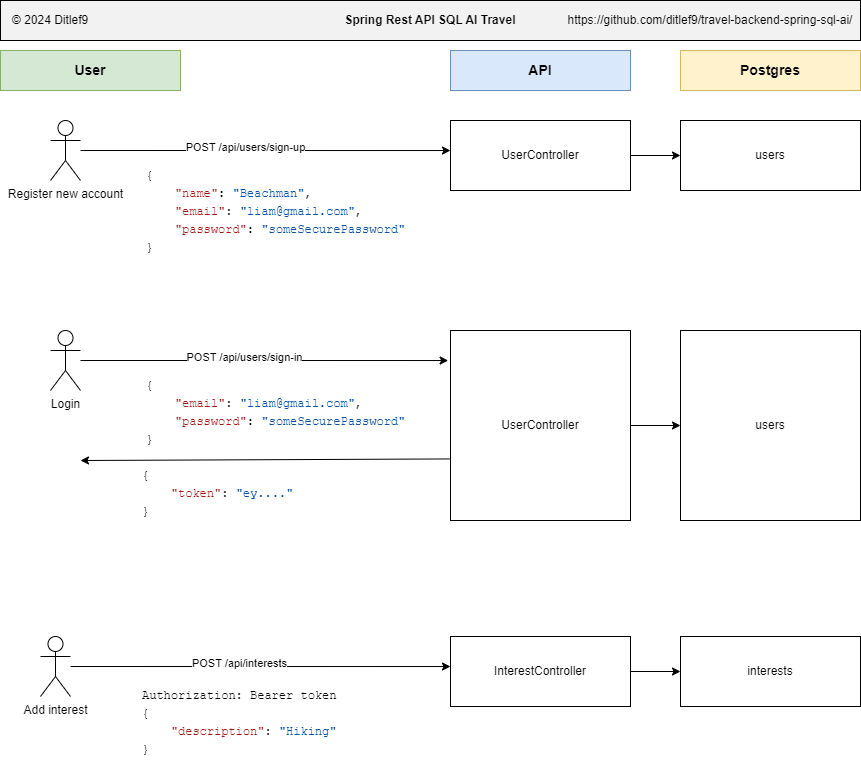 © 2024 Ditlef9 Spring Rest API SQL AI Travel https://github.com/ditlef9/travel-backend-spring-sql-ai/
User API Postgres
POST /api/users/sign-up
UserController
users
Register new account
{
"name": "Beachman",
"email": "liam@gmail.com",
"password": "someSecurePassword"
}
POST /api/users/sign-in
Login
{
"email": "liam@gmail.com",
"password": "someSecurePassword"
}
UserController
users
{
"token": "ey...."
}
POST /api/interests
InterestController
interests
Add interest
Authorization: Bearer token
{
"description": "Hiking"
}